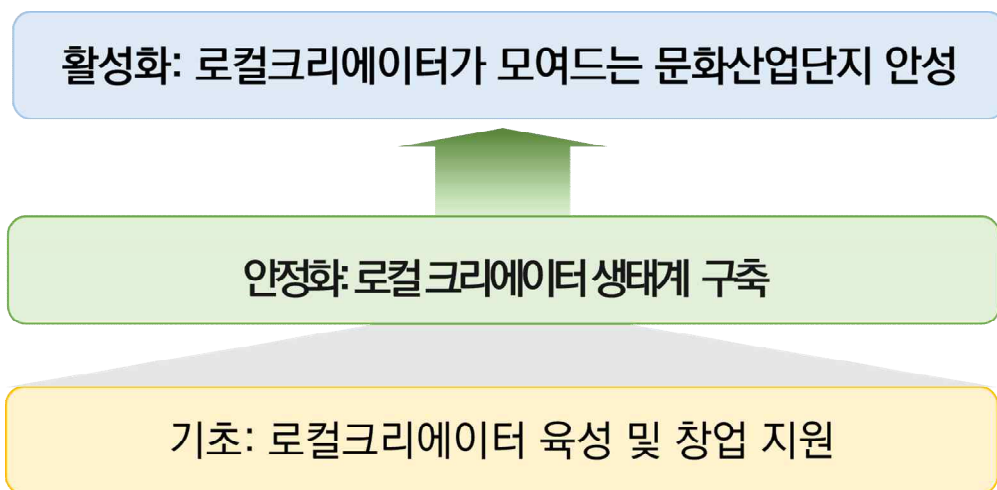 활성화: 로컬크리에이터가 모여드는 문화산업단지 안성
안정화: 로컬 크리에이터 생태계 구축
기초: 로컬크리에이터 육성 및 창업 지원